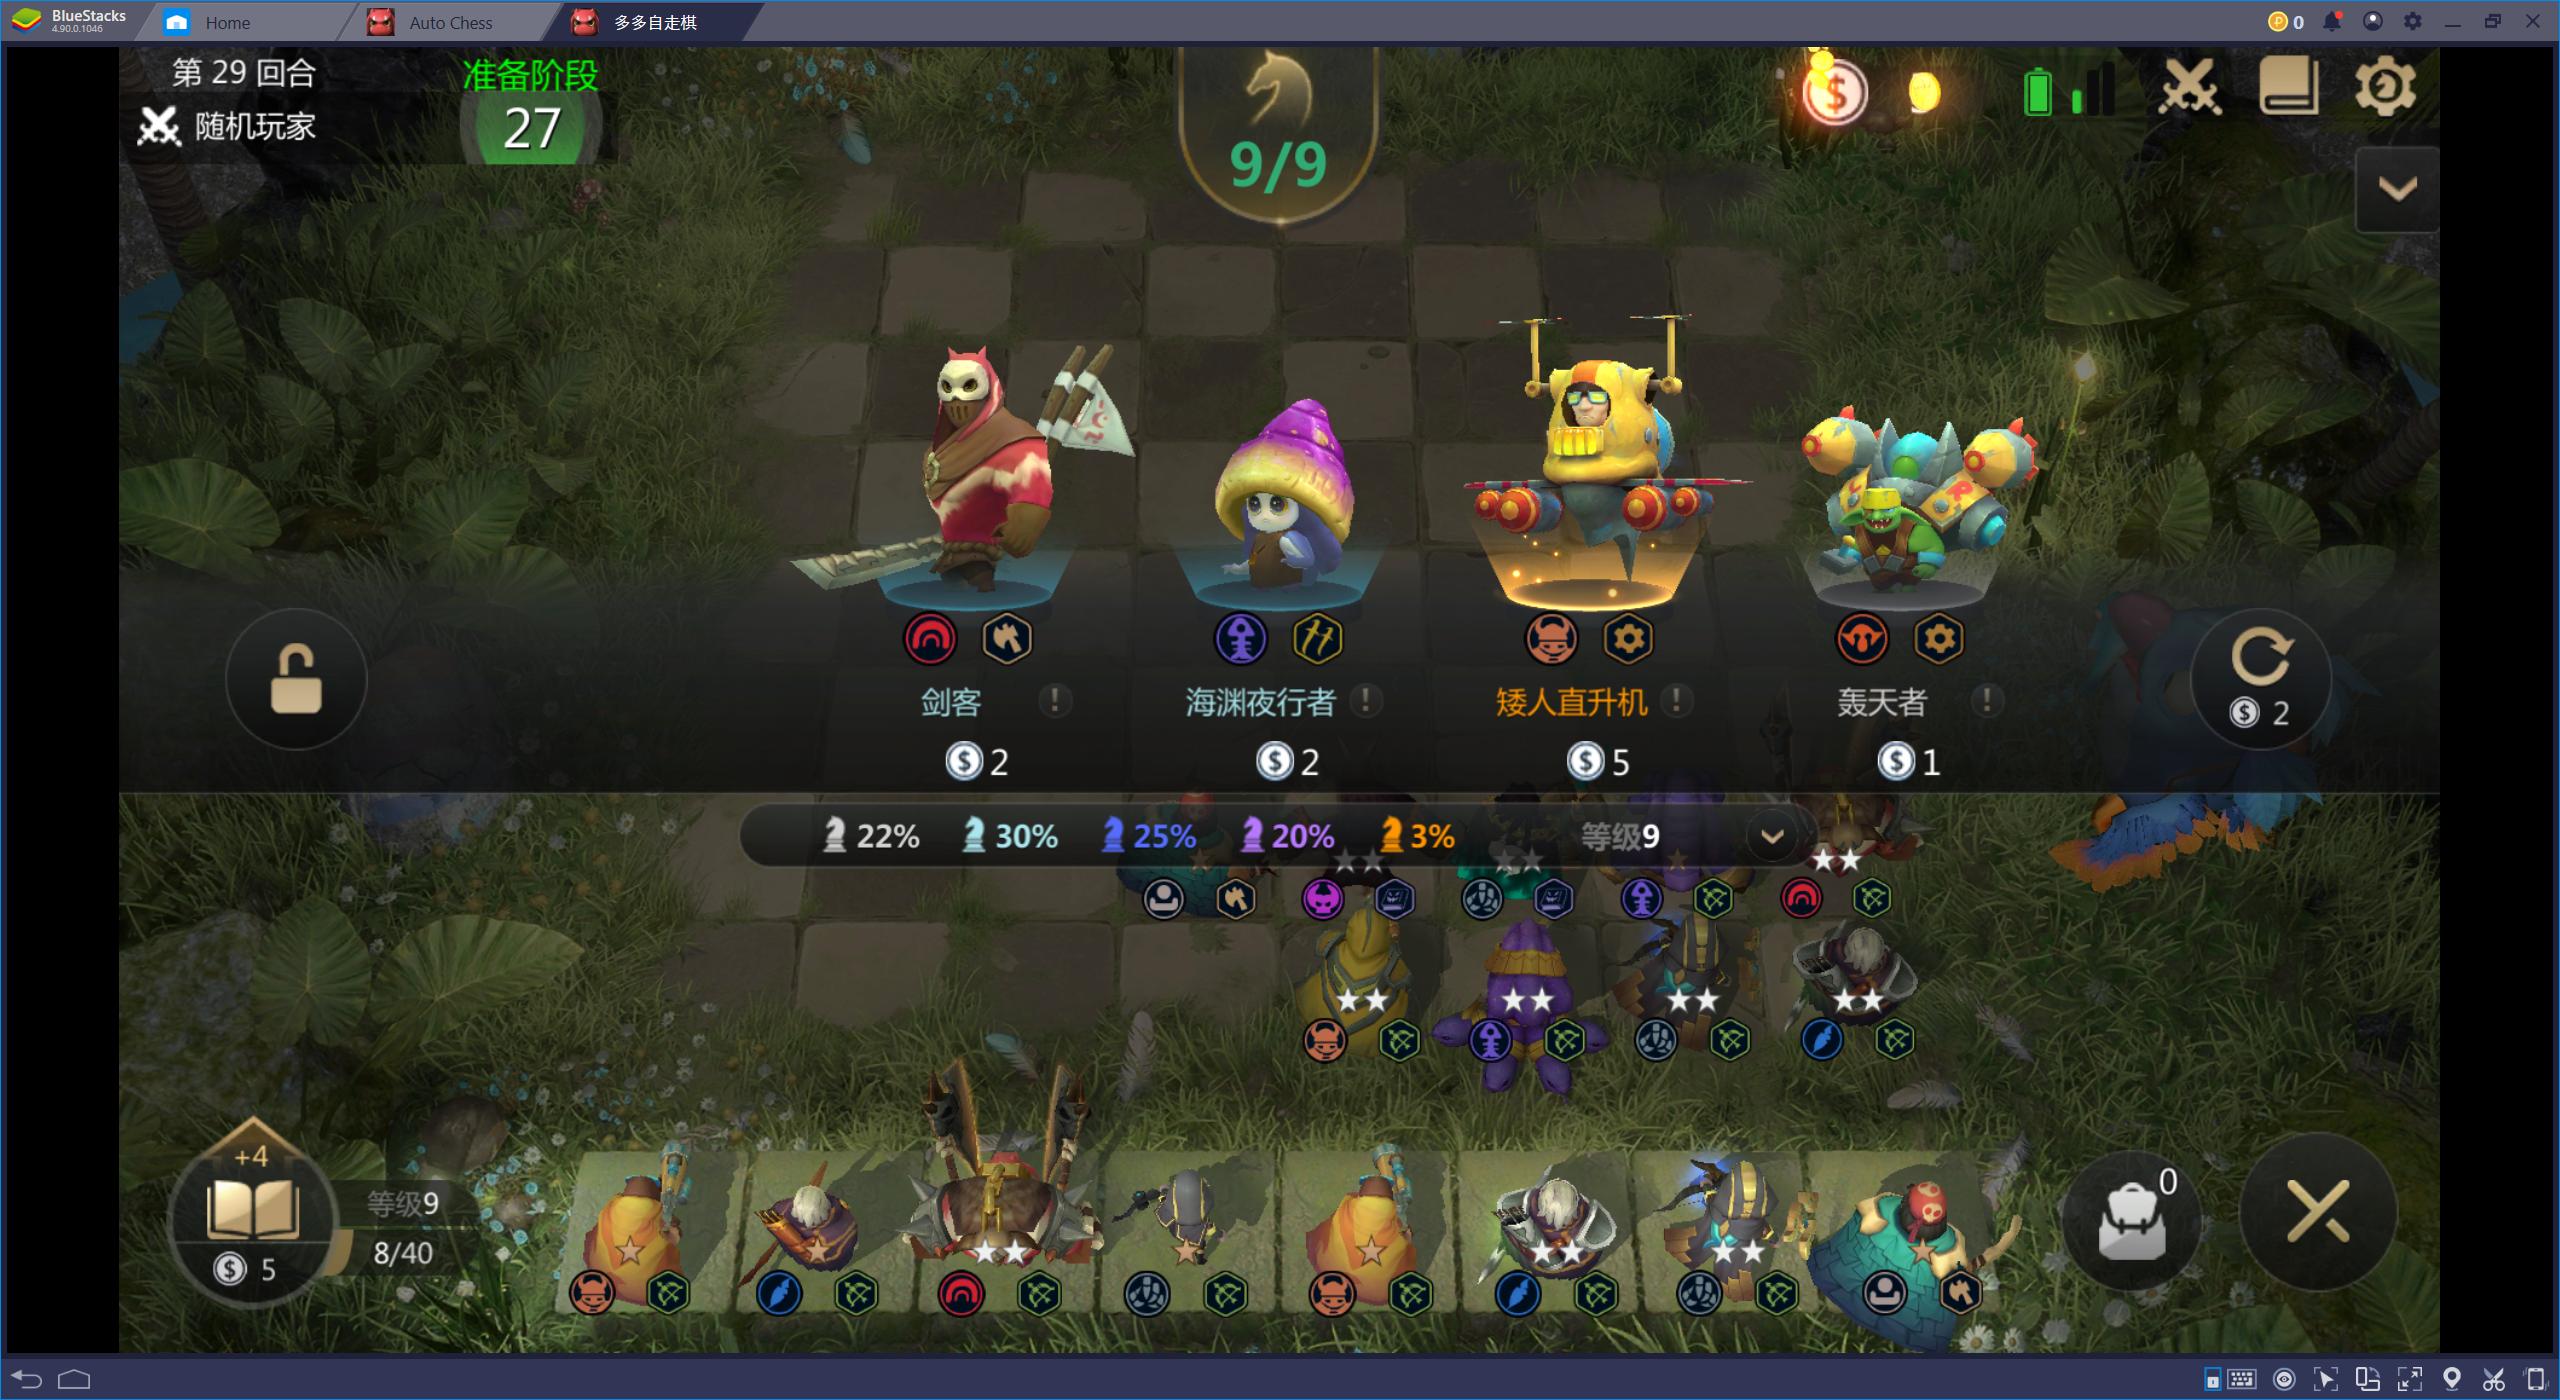 BlueStacks
4.90.0.1046
Home
Auto Chess
多多自走棋
0
第 29 回合
随机玩家
准备阶段
27
9/9
剑客
海渊夜行者
矮人直升机
轰天者
2
2
5
1
2
22%
30%
25%
20%
3%
等级9
+4
5
等级9
8/40
0